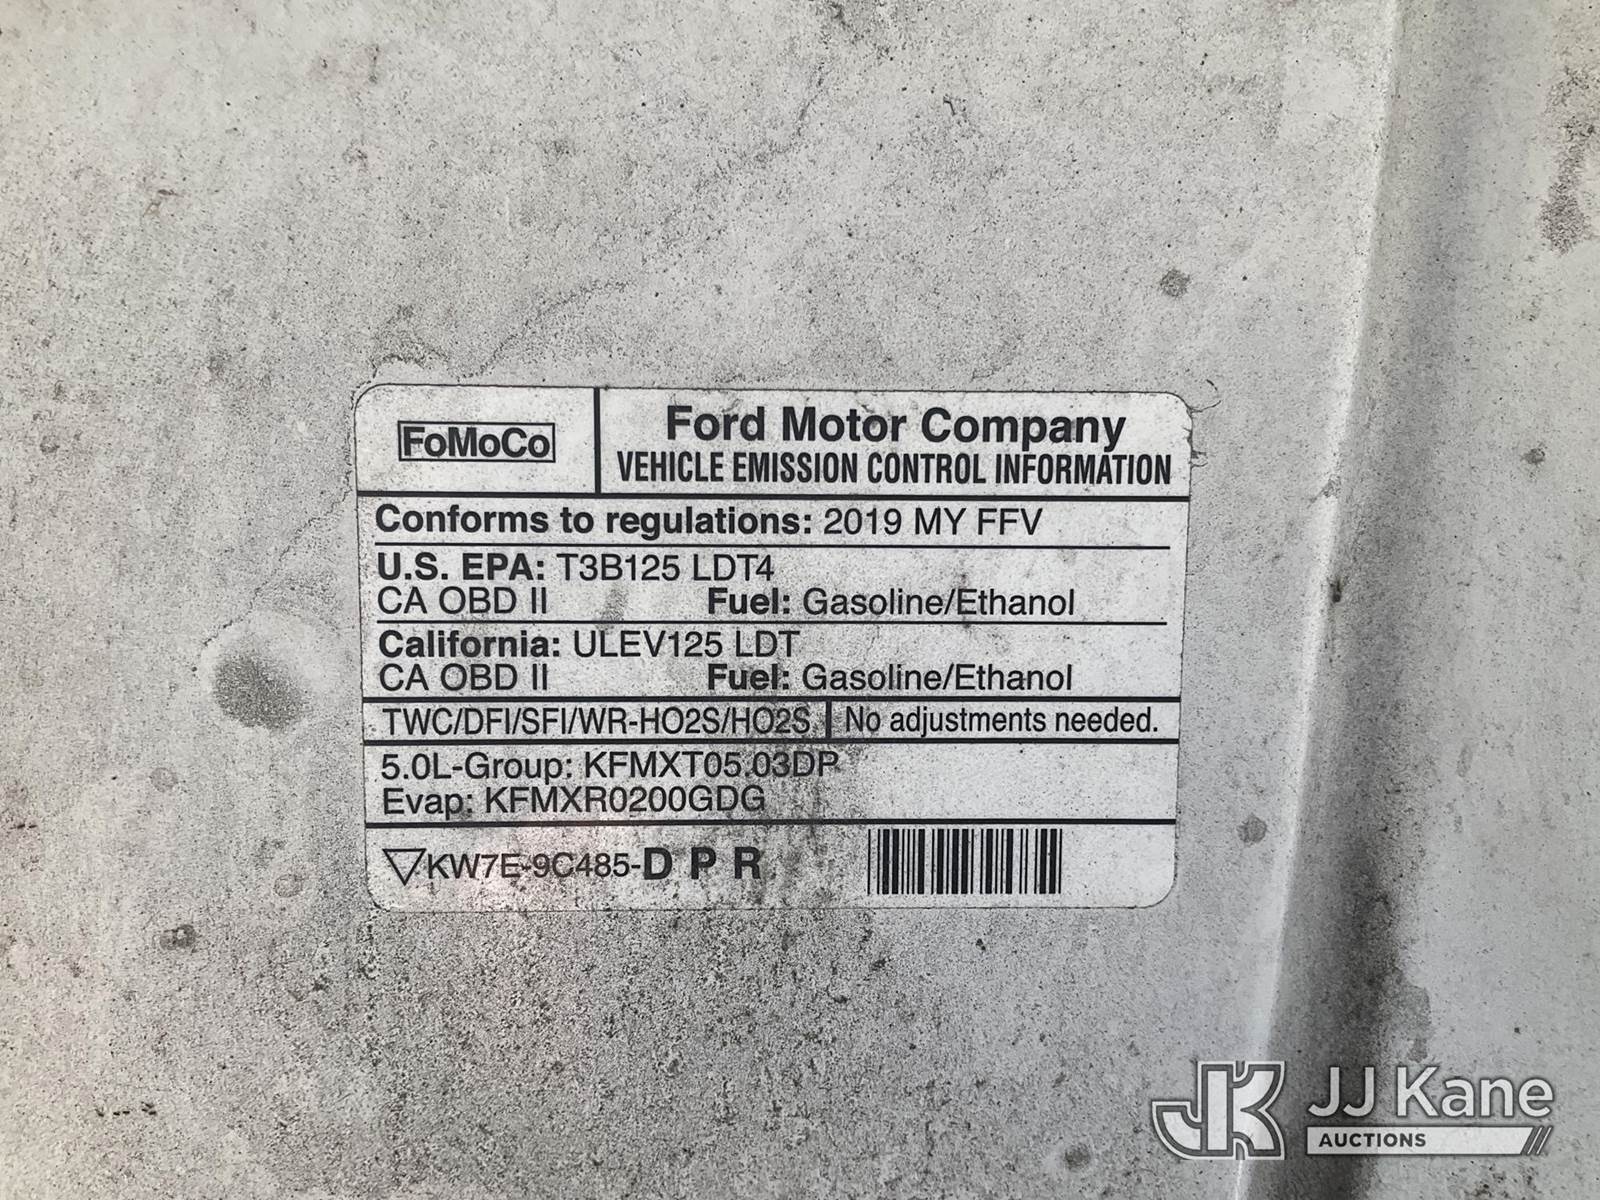 FoMoCo
Ford Motor Company
VEHICLE EMISSION CONTROL INFORMATION
Conforms to regulations: 2019 MY FFV
U.S. EPA: T3B125 LDT4
CA OBD II Fuel: Gasoline/Ethanol
California: ULEV125 LDT
CA OBD II Fuel: Gasoline/Ethanol
TWC/DFI/SFI/WR-HO2S/HO2S No adjustments needed.
5.0L-Group: KFMXT05.03DP
Evap: KFMXR0200GDG
KW7E-9C485-D P R
JK JJ Kane
AUCTIONS